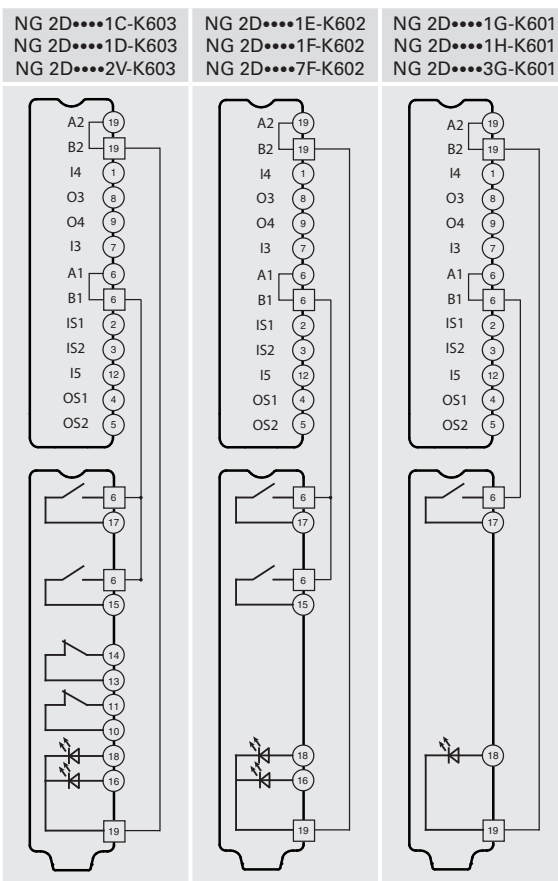 NG 2D••••1C-K603
NG 2D••••1D-K603
NG 2D••••2V-K603
A2 19
B2 19
I4 1
O3 8
O4 9
I3 7
A1 6
B1 6
IS1 2
IS2 3
I5 12
OS1 4
OS2 5
6
17
6
15
14
13
11
10
18
16
19
NG 2D••••1E-K602
NG 2D••••1F-K602
NG 2D••••7F-K602
A2 19
B2 19
I4 1
O3 8
O4 9
I3 7
A1 6
B1 6
IS1 2
IS2 3
I5 12
OS1 4
OS2 5
6
17
6
15
18
16
19
NG 2D••••1G-K601
NG 2D••••1H-K601
NG 2D••••3G-K601
A2 19
B2 19
I4 1
O3 8
O4 9
I3 7
A1 6
B1 6
IS1 2
IS2 3
I5 12
OS1 4
OS2 5
6
17
18
19